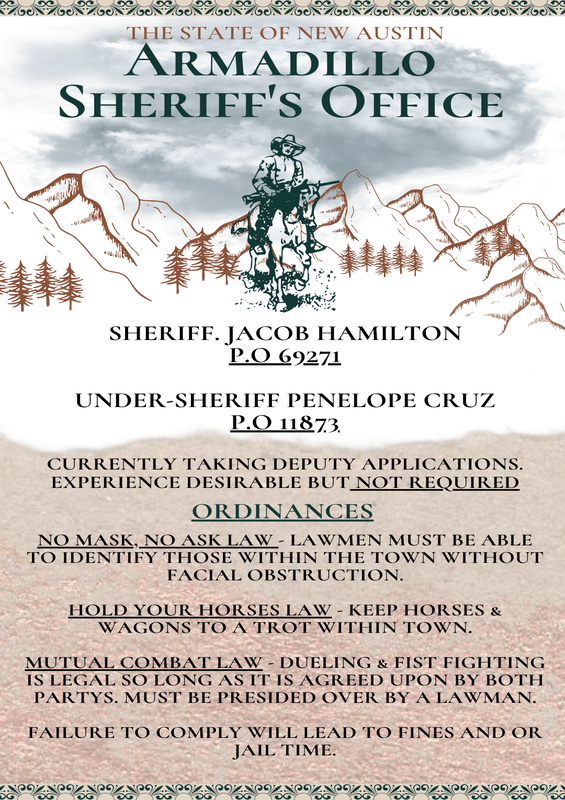 THE STATE OF NEW AUSTIN
ARMADILLO
SHERIFF'S OFFICE
SHERIFF. JACOB HAMILTON
P.O 69271
UNDER-SHERIFF PENELOPE CRUZ
P.O 11873
CURRENTLY TAKING DEPUTY APPLICATIONS.
EXPERIENCE DESIRABLE BUT NOT REQUIRED
ORDINANCES
NO MASK, NO ASK LAW - LAWMEN MUST BE ABLE
TO IDENTIFY THOSE WITHIN THE TOWN WITHOUT
FACIAL OBSTRUCTION.
HOLD YOUR HORSES LAW - KEEP HORSES &
WAGONS TO A TROT WITHIN TOWN.
MUTUAL COMBAT LAW - DUELING & FIST FIGHTING
IS LEGAL SO LONG AS IT IS AGREED UPON BY BOTH
PARTYS. MUST BE PRESIDED OVER BY A LAWMAN.
FAILURE TO COMPLY WILL LEAD TO FINES AND OR
JAIL TIME.